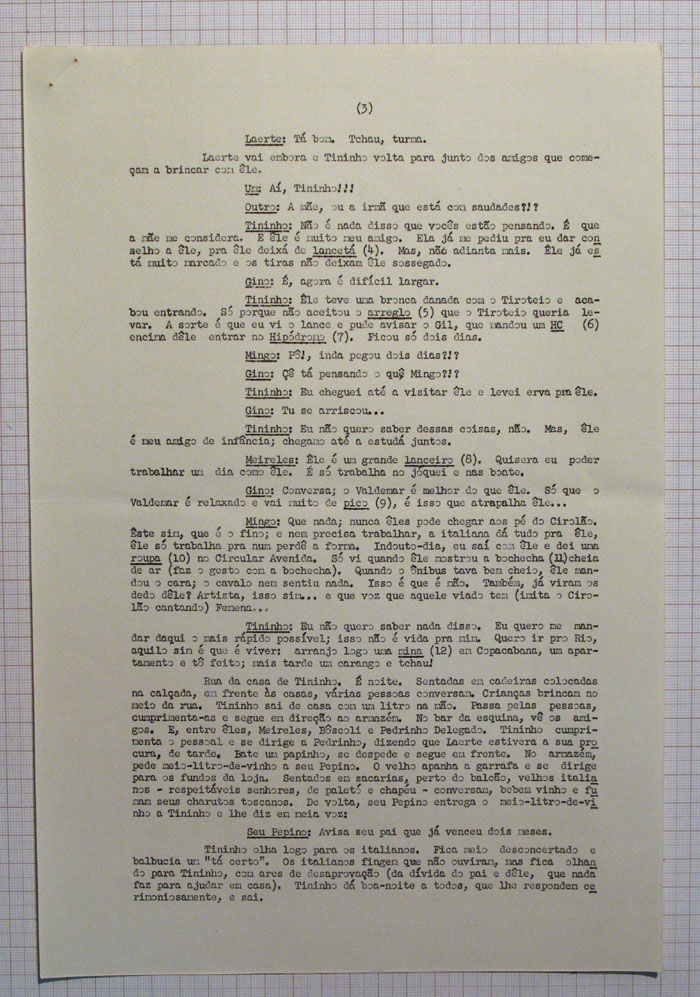 (3)
Laerte: Tá bom. Tchau, turma.
Laerte vai embora e Tininho volta para junto dos amigos que come-
çam a brincar com êle.
Um: Aí, Tininho!!!
Outro: A mãe, ou a irmã que está com saudades?!?
Tininho: Não é nada disso que vocês estão pensando. É que
a mãe me considera. E êle é muito meu amigo. Ela já me pediu pra eu dar con
selho a êle, pra êle deixá de lancetá (4). Mas, não adianta mais. Êle já es
tá muito marcado e os tiras não deixam êle sossegado.
Gino: É, agora é difícil largar.
Tininho: Êle teve uma bronca danada com o Tiroteio e aca-
bou entrando. Só porque não aceitou o arreglo (5) que o Tiroteio queria le-
var. A sorte é que eu vi o lance e pude avisar o Gil, que mandou um HC (6)
encima dêle entrar no Hipódromo (7). Ficou só dois dias.
Mingo: Pô!, inda pegou dois dias?!?
Gino: Çê tá pensando o quê Mingo?!?
Tininho: Eu cheguei até a visitar êle e levei erva pra êle.
Gino: Tu se arriscou...
Tininho: Eu não quero saber dessas coisas, não. Mas, êle
é meu amigo de infância; chegamo até a estudá juntos.
Meireles: Êle é um grande lanceiro (8). Quisera eu poder
trabalhar um dia como êle. É só trabalha no jóquei e nas boate.
Gino: Conversa; o Valdemar é melhor do que êle. Só que o
Valdemar é relaxado e vai muito de pico (9), é isso que atrapalha êle...
Mingo: Que nada; nunca êles pode chegar aos pé do Cirolão.
Êste sim, que é o fino; e nem precisa trabalhar, a italiana dá tudo pra êle,
êle só trabalha pra num perdê a forma. Indouto-dia, eu saí com êle e dei uma
roupa (10) no Circular Avenida. Só vi quando êle mostrou a bochecha (11)cheia
de ar (faz o gesto com a bochecha). Quando o ônibus tava bem cheio, êle man-
dou o cara; o cavalo nem sentiu nada. Isso é que é mão. Também, já viram os
dedo dêle? Artista, isso sim... e que voz que aquele viado tem (imita o Ciro-
lão cantando) Femena...
Tininho: Eu não quero saber nada disso. Eu quero me man-
dar daqui o mais rápido possível; isso não é vida pra mim. Quero ir pro Rio,
aquilo sim é que é viver: arranjo logo uma mina (12) em Copacabana, um apar-
tamento e tô feito; mais tarde um carango e tchau!
Rua da casa de Tininho. É noite. Sentadas em cadeiras colocadas
na calçada, em frente às casas, várias pessoas conversam. Crianças brincam no
meio da rua. Tininho sai de casa com um litro na mão. Passa pelas pessoas,
cumprimenta-as e segue em direção ao armazém. No bar da esquina, vê os ami-
gos. E, entre êles, Meireles, Bôscoli e Pedrinho Delegado. Tininho cumpri-
menta o pessoal e se dirige a Pedrinho, dizendo que Laerte estivera a sua pro
cura, de tarde. Bate um papinho, se despede e segue em frente. No armazém,
pede meio-litro-de-vinho a seu Pepino. O velho apanha a garrafa e se dirige
para os fundos da loja. Sentados em sacarias, perto do balcão, velhos italia
nos - respeitáveis senhores, de paletó e chapéu - conversam, bebem vinho e fu
mam seus charutos toscanos. De volta, seu Pepino entrega o meio-litro-de-vi
nho a Tininho e lhe diz em meia voz:
Seu Pepino: Avisa seu pai que já venceu dois meses.
Tininho olha logo para os italianos. Fica meio desconcertado e
balbucia um "tá certo". Os italianos fingem que não ouviram, mas fica olhan
do para Tininho, com ares de desaprovação (da dívida do pai e dêle, que nada
faz para ajudar em casa). Tininho dá boa-noite a todos, que lhe respondem ce
rimoniosamente, e sai.